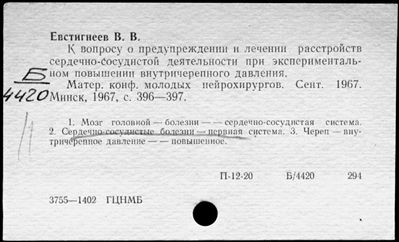 Евстигнеев В. В.
К вопросу о предупреждении и лечении расстройств
сердечно-сосудистой деятельности при эксперименталь-
ном повышении внутричерепного давления.
Б
4420
Матер. конф. молодых нейрохирургов. Сент. 1967.
Минск, 1967, с. 396—397.
1. Мозг головной — болезни — — сердечно-сосудистая система.
2. Сердечно-сосудистые болезни — нервная система. 3. Череп — вну-
тричерепное давление — — повышенное.
П-12-20 Б/4420 294
3755—1402 ГЦНМБ